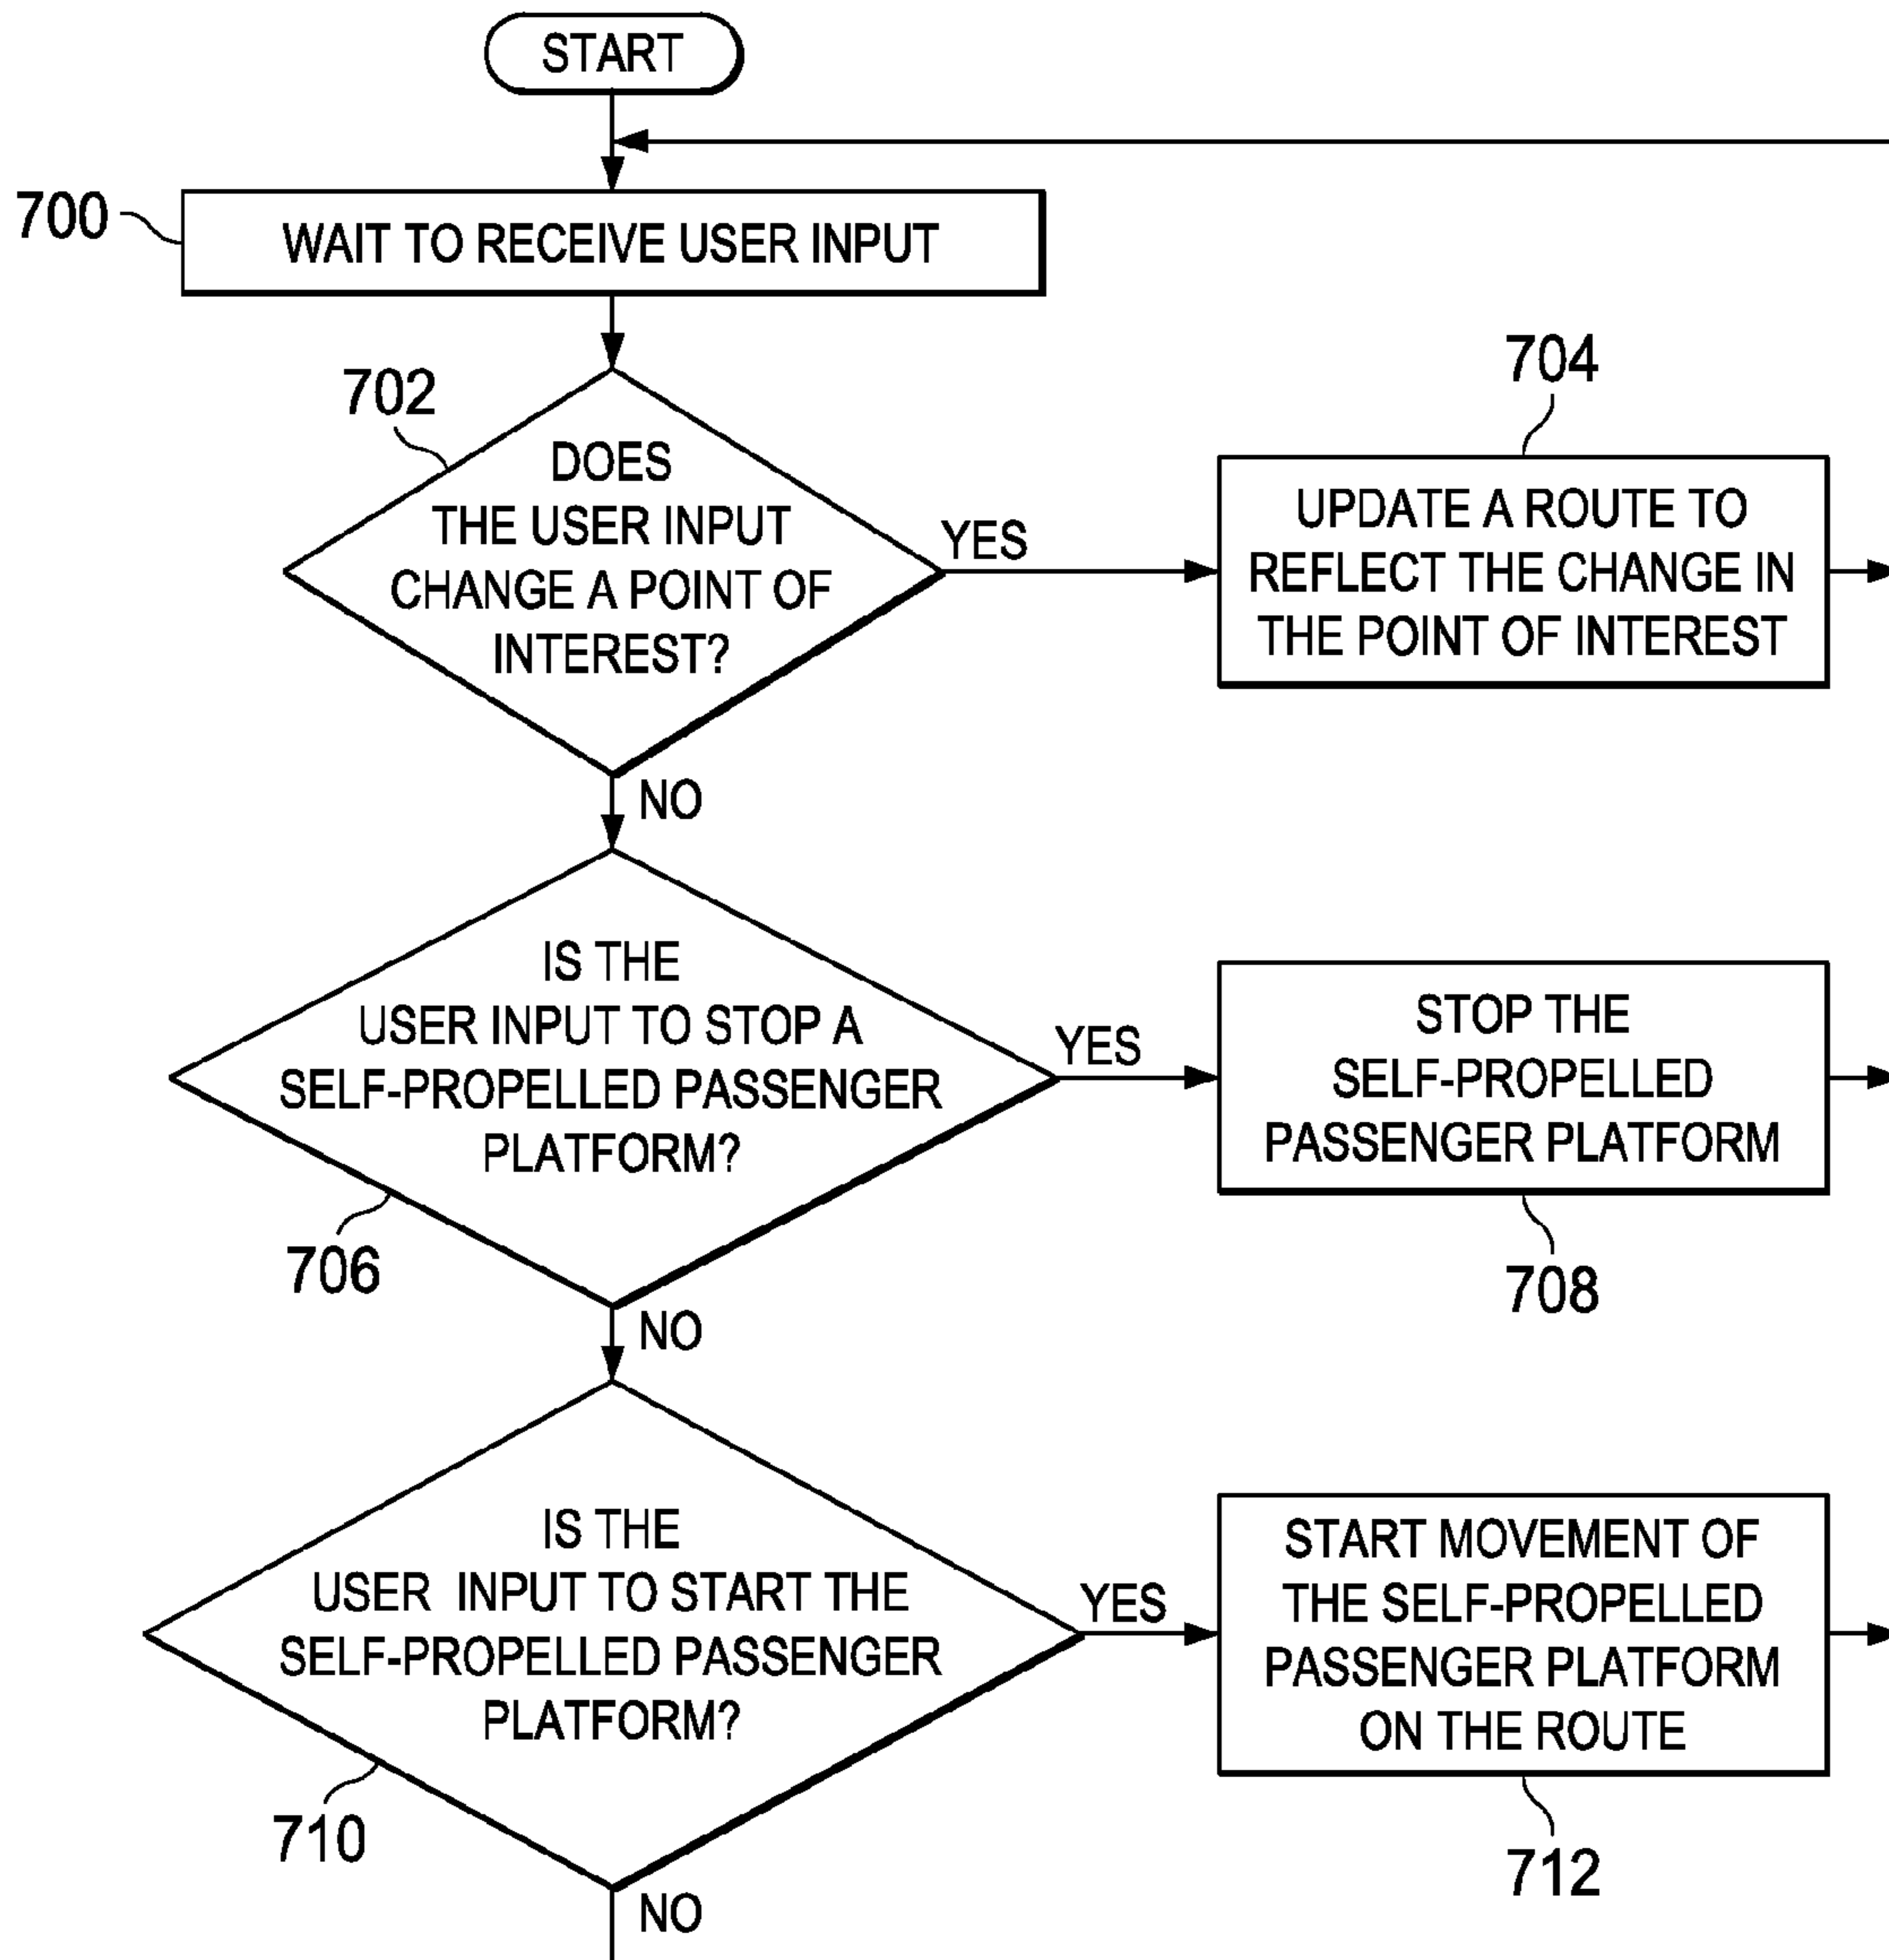 START
700
WAIT TO RECEIVE USER INPUT
702
DOES
THE USER INPUT
CHANGE A POINT OF
INTEREST?
YES
704
UPDATE A ROUTE TO
REFLECT THE CHANGE IN
THE POINT OF INTEREST
NO
IS THE
USER INPUT TO STOP A
SELF-PROPELLED PASSENGER
PLATFORM?
706
YES
STOP THE
SELF-PROPELLED
PASSENGER PLATFORM
708
NO
IS THE
USER INPUT TO START THE
SELF-PROPELLED PASSENGER
PLATFORM?
710
YES
START MOVEMENT OF
THE SELF-PROPELLED
PASSENGER PLATFORM
ON THE ROUTE
712
NO